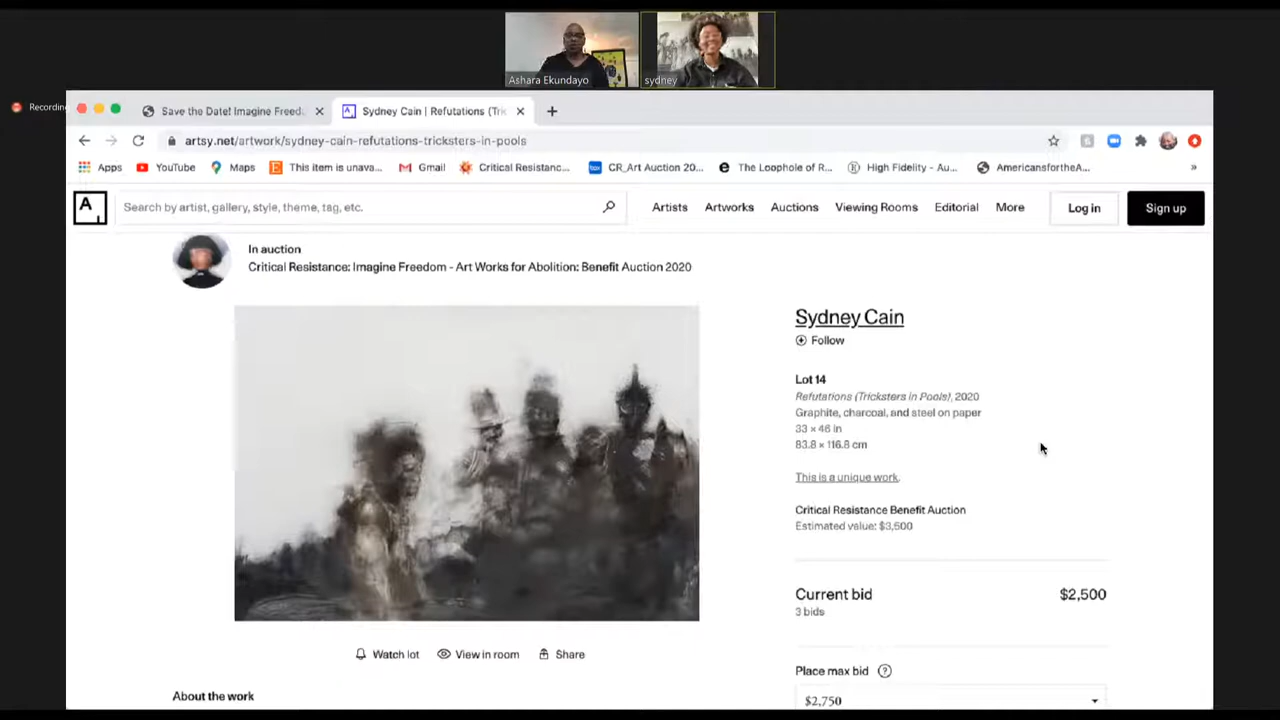 Ashara Ekundayo
sydney
Recording
Save the Date! Imagine Freed
Sydney Cain | Refutations (Tric
artsy.net/artwork/sydney-cain-refutations-tricksters-in-pools
Apps
YouTube
Maps
This item is unava...
Gmail
Critical Resistanc...
CR_Art Auction 20...
The Loophole of R...
High Fidelity - Au...
AmericansfortheA...
»
A
Search by artist, gallery, style, theme, tag, etc.
Artists
Artworks
Auctions
Viewing Rooms
Editorial
More
Log in
Sign up
In auction
Critical Resistance: Imagine Freedom - Art Works for Abolition: Benefit Auction 2020
Sydney Cain
Follow
Lot 14
Refutations (Tricksters in Pools), 2020
Graphite, charcoal, and steel on paper
33 × 46 in
83.8 × 116.8 cm
This is a unique work.
Critical Resistance Benefit Auction
Estimated value: $3,500
Current bid $2,500
3 bids
Place max bid ?
$2,750
Watch lot
View in room
Share
About the work